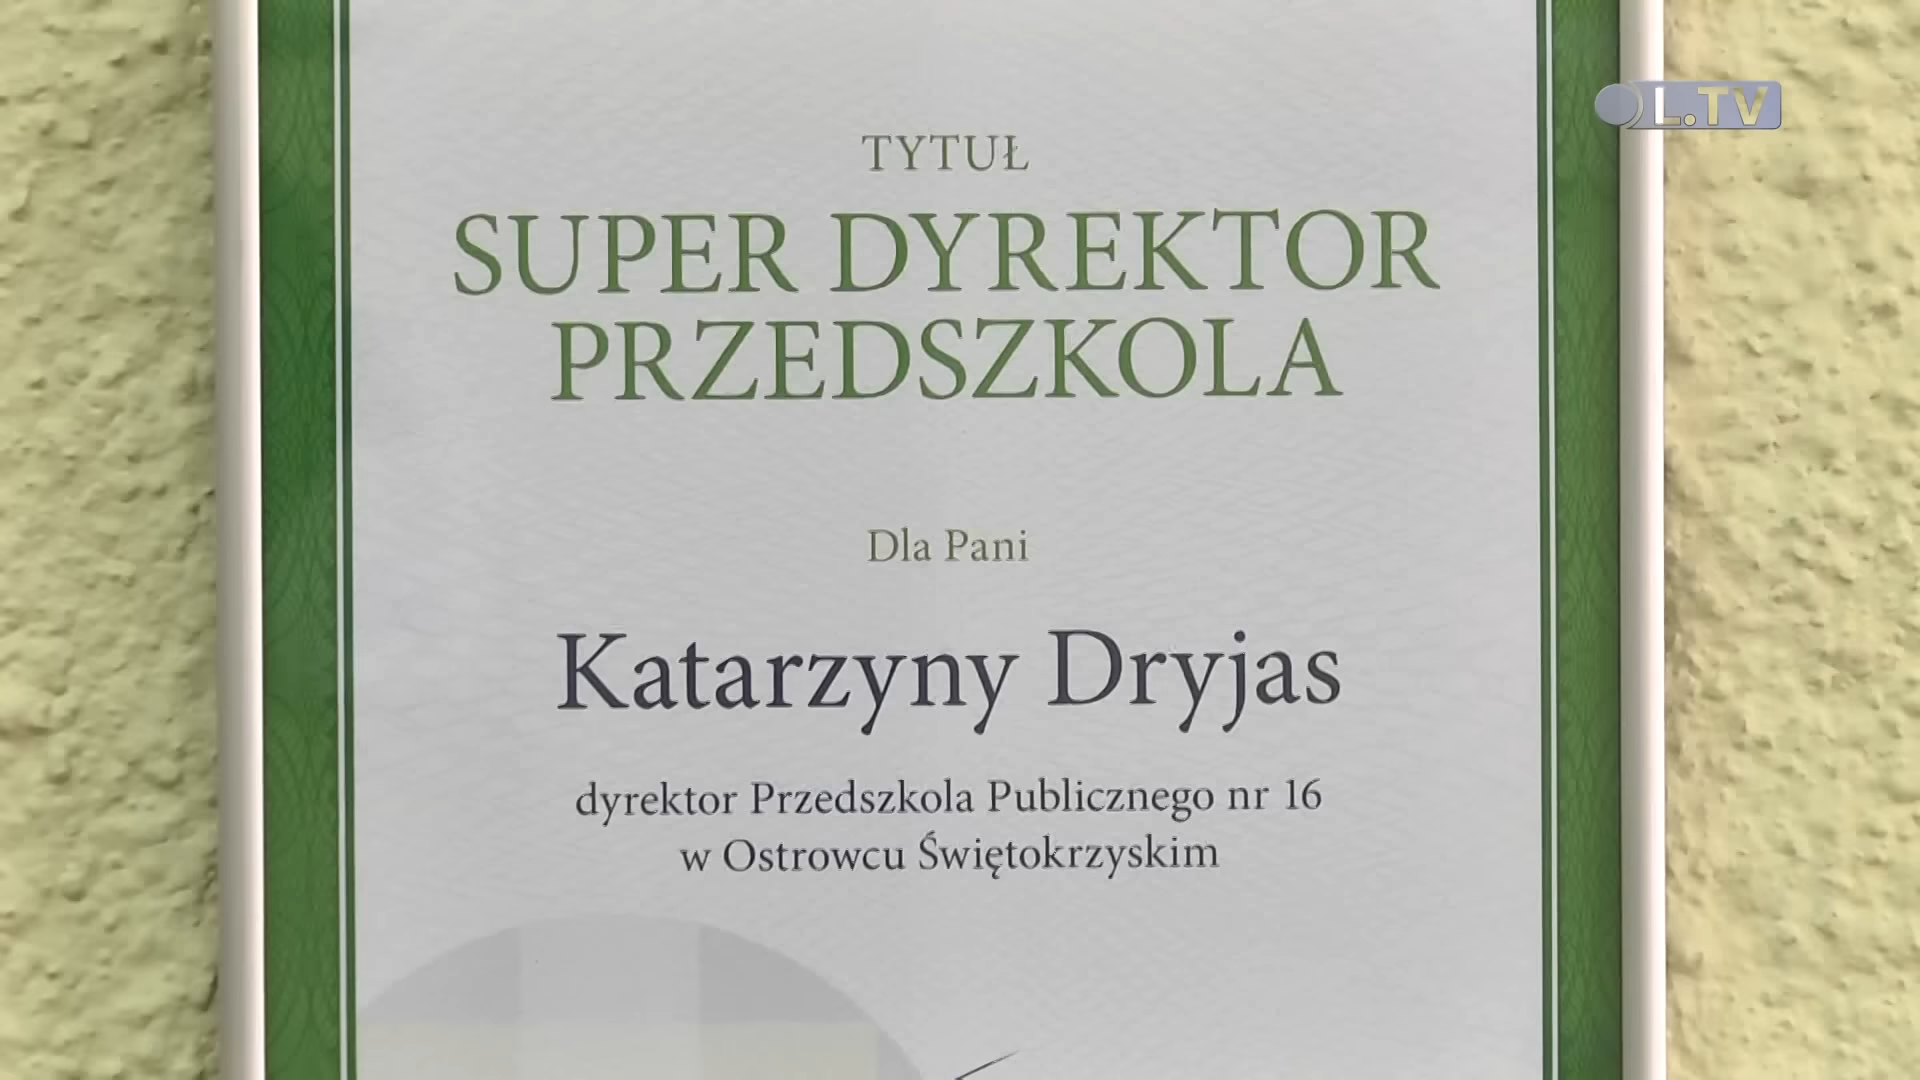 L.TV
TYTUŁ
SUPER DYREKTOR
PRZEDSZKOLA
Dla Pani
Katarzyny Dryjas
dyrektor Przedszkola Publicznego nr 16
w Ostrowcu Świętokrzyskim